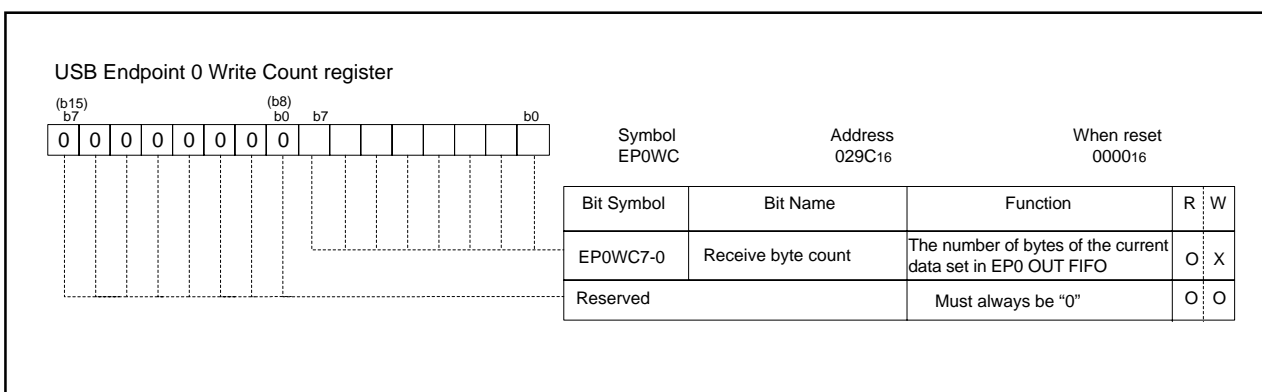 USB Endpoint 0 Write Count register
(b15) (b8)
b7 b0 b7 b0
0 0 0 0 0 0 0 0
Symbol Address When reset
EP0WC 029C16 000016
Bit Symbol Bit Name Function R W
EP0WC7-0 Receive byte count The number of bytes of the current
data set in EP0 OUT FIFO O X
Reserved Must always be “0” O O